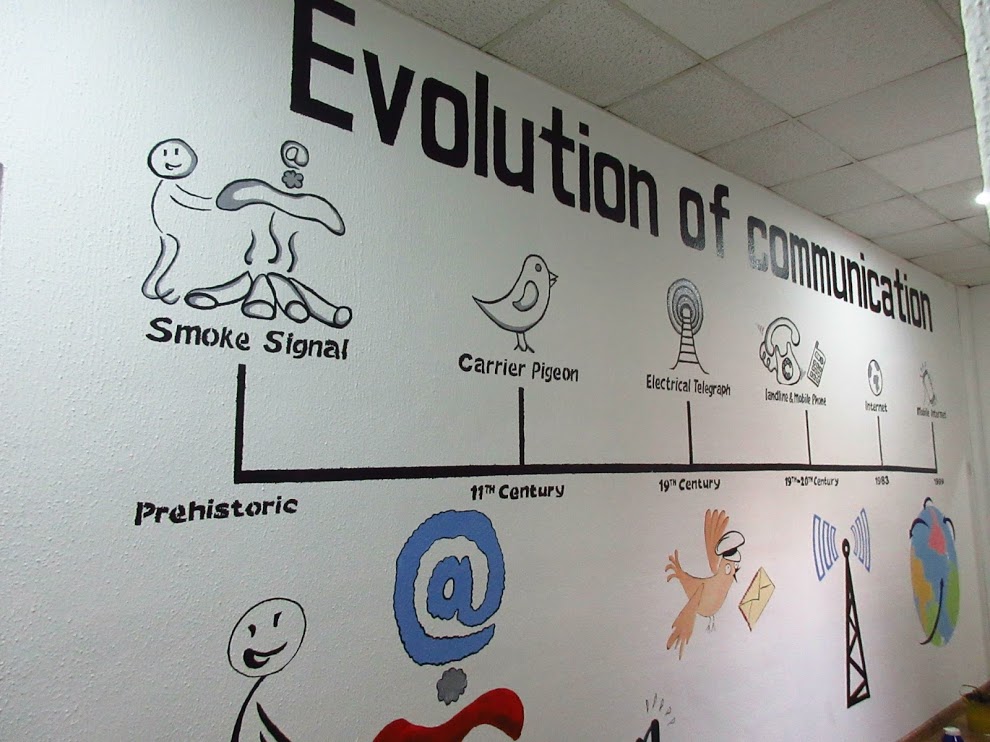 Evolution of communication
@
Smoke Signal
Carrier Pigeon
Electrical Telegraph
landline & Mobile Phone
Internet
Mobile Internet
Prehistoric
11TH Century
19TH Century
19TH-20TH Century
1983
@